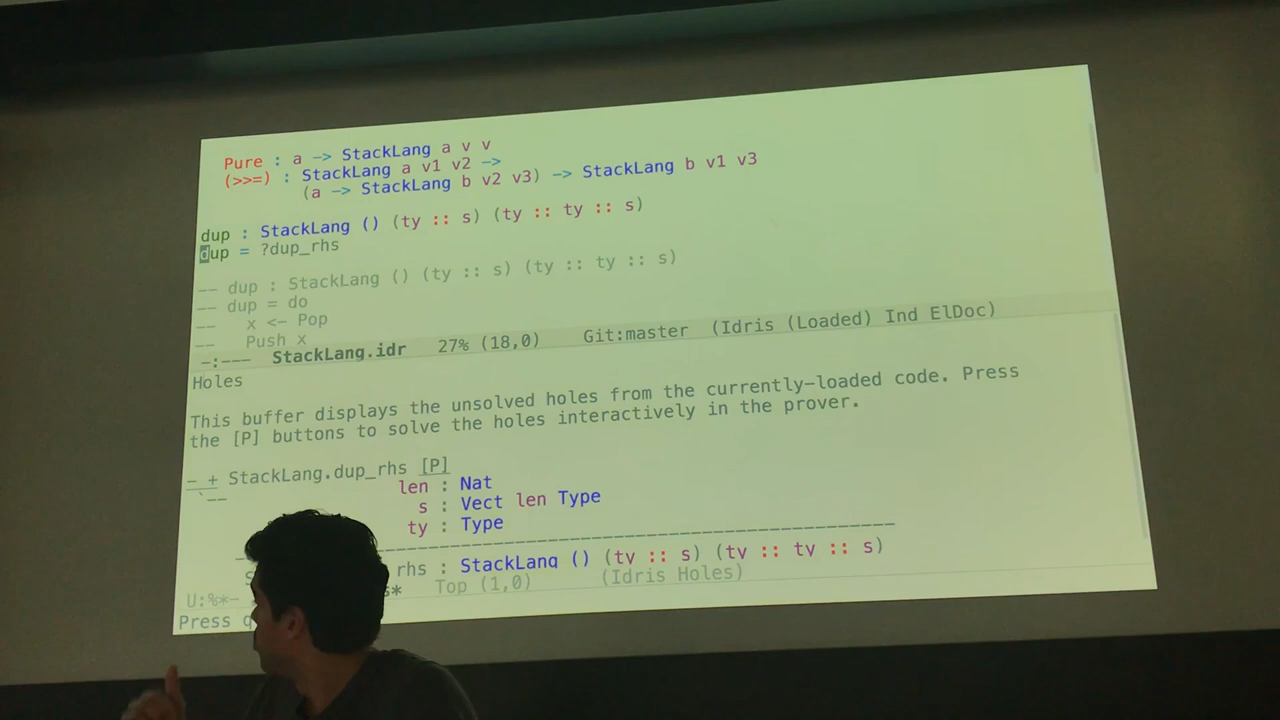 Pure : a -> StackLang a v v
(>>=) : StackLang a v1 v2 ->
(a -> StackLang b v2 v3) -> StackLang b v1 v3
dup : StackLang () (ty :: s) (ty :: ty :: s)
dup = ?dup_rhs
-- dup : StackLang () (ty :: s) (ty :: ty :: s)
-- dup = do
-- x <- Pop
-- Push x
-:--- StackLang.idr 27% (18,0) Git:master (Idris (Loaded) Ind ElDoc)
Holes
This buffer displays the unsolved holes from the currently-loaded code. Press
the [P] buttons to solve the holes interactively in the prover.
- + StackLang.dup_rhs [P]
`-- len : Nat
s : Vect len Type
ty : Type
rhs : StackLang () (ty :: s) (ty :: ty :: s)
U:%*- Top (1,0) (Idris Holes)
Press q